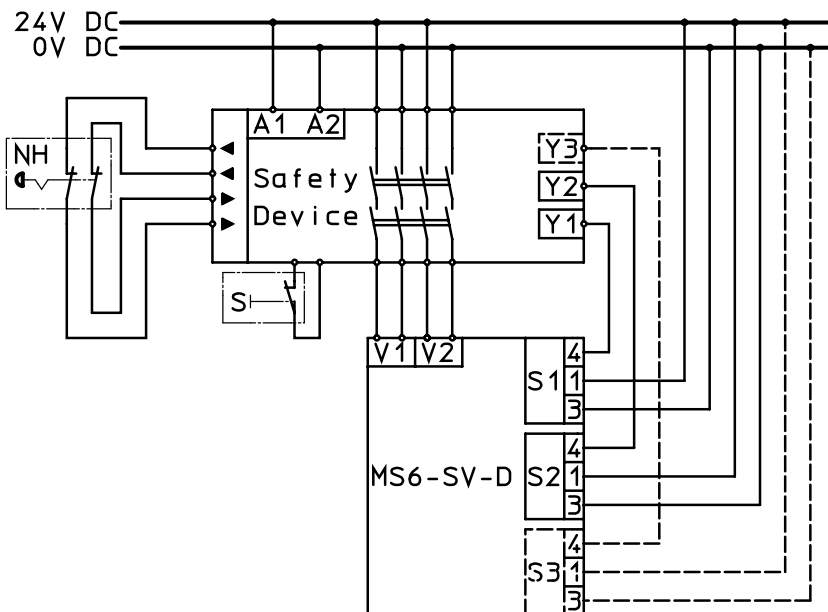 24V DC
0V DC
A1 A2
NH
Y3
Safety
Y2
Device
Y1
S
V1 V2
4
S1 1
3
4
MS6-SV-D S2 1
3
4
S3 1
3